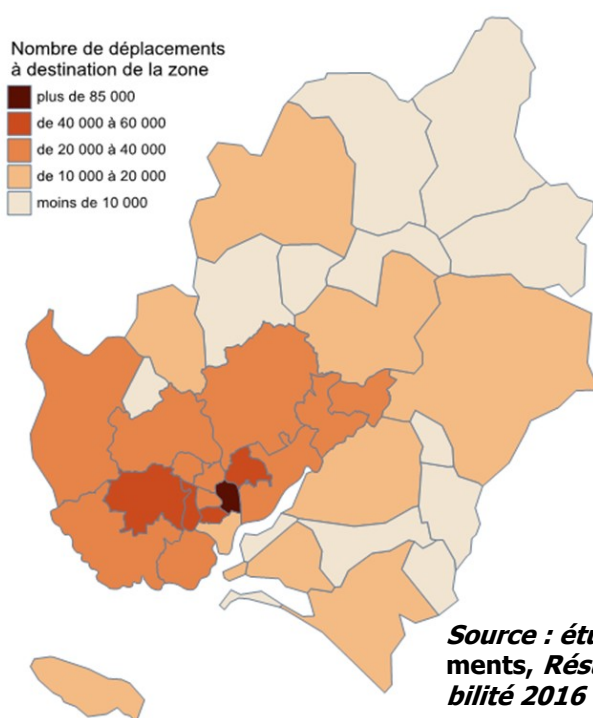 Nombre de déplacements
à destination de la zone
plus de 85 000
de 40 000 à 60 000
de 20 000 à 40 000
de 10 000 à 20 000
moins de 10 000
Source : étu
ments, Rést
bilité 2016